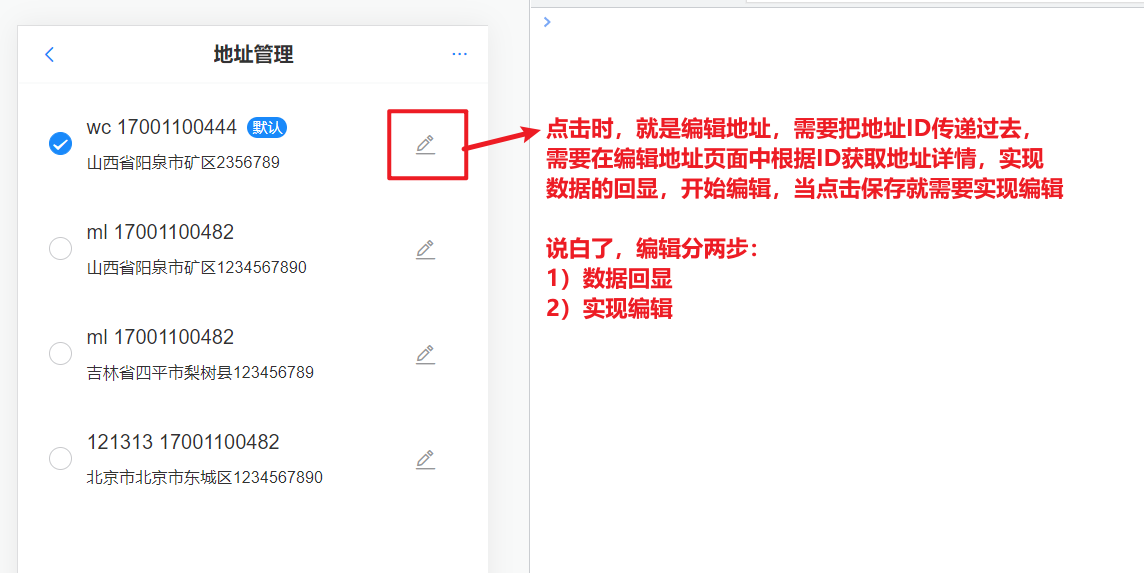 地址管理
wc 17001100444 默认
山西省阳泉市矿区2356789
ml 17001100482
山西省阳泉市矿区1234567890
ml 17001100482
吉林省四平市梨树县123456789
121313 17001100482
北京市北京市东城区1234567890
点击时，就是编辑地址，需要把地址ID传递过去，
需要在编辑地址页面中根据ID获取地址详情，实现
数据的回显，开始编辑，当点击保存就需要实现编辑
说白了，编辑分两步：
1）数据回显
2）实现编辑